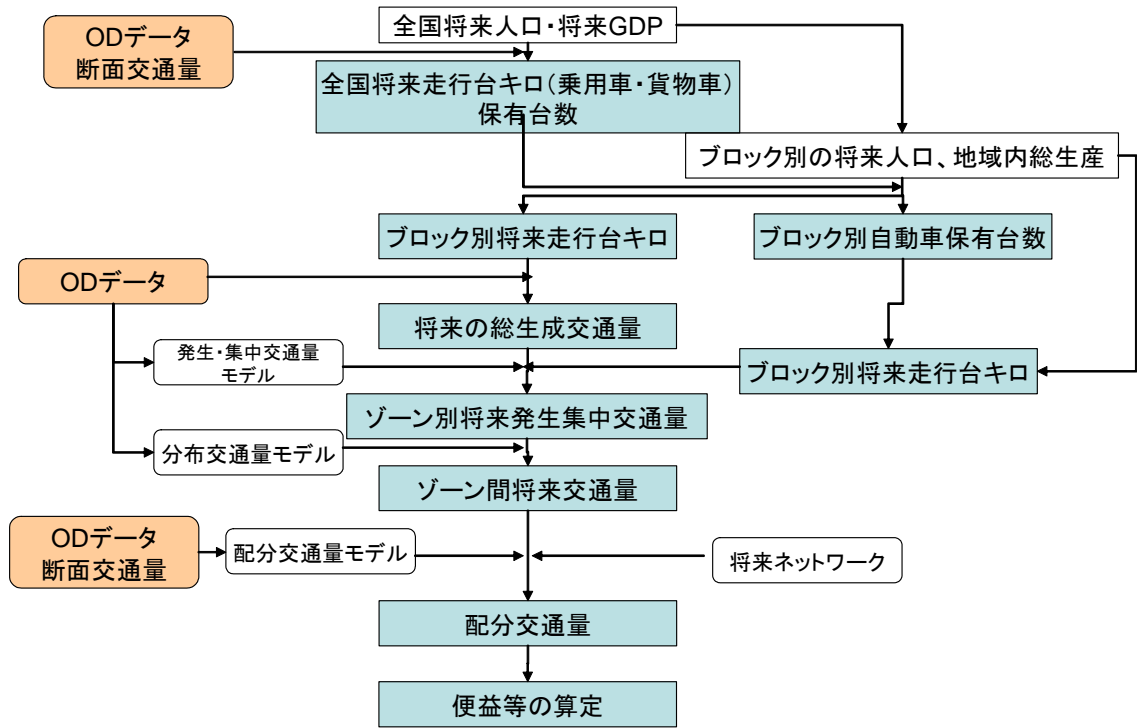 全国将来人口・将来GDP
ODデータ
断面交通量
全国将来走行台キロ(乗用車・貨物車)
保有台数
ブロック別の将来人口、地域内総生産
ブロック別将来走行台キロ
ブロック別自動車保有台数
ODデータ
将来の総生成交通量
発生・集中交通量
モデル
ブロック別将来走行台キロ
ゾーン別将来発生集中交通量
分布交通量モデル
ゾーン間将来交通量
ODデータ
断面交通量
配分交通量モデル
将来ネットワーク
配分交通量
便益等の算定